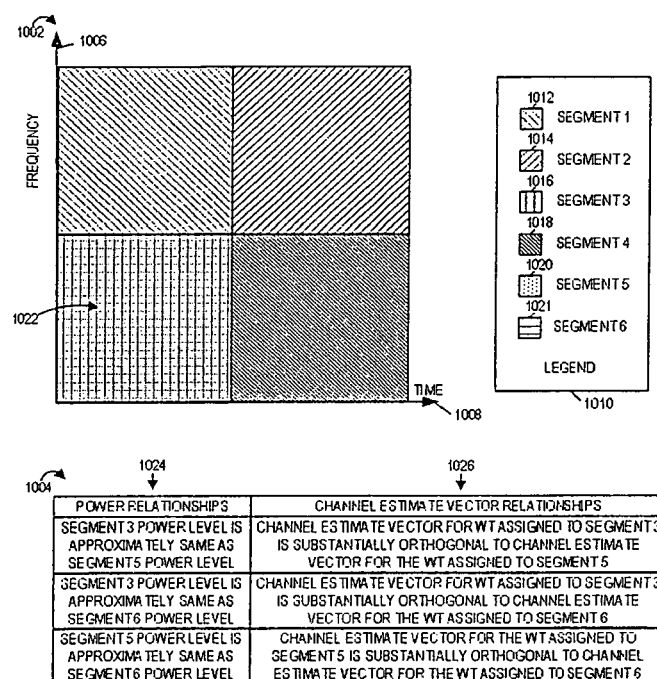 1002
1006
FREQUENCY
1022
TIME
1008
1012
SEGMENT 1
1014
SEGMENT 2
1016
SEGMENT 3
1018
SEGMENT 4
1020
SEGMENT 5
1021
SEGMENT 6
LEGEND
1010
1004
1024
1026
POWER RELATIONSHIPS
CHANNEL ESTIMATE VECTOR RELATIONSHIPS
SEGMENT 3 POWER LEVEL IS
APPROXIMATELY SAME AS
SEGMENT 5 POWER LEVEL
CHANNEL ESTIMATE VECTOR FOR WT ASSIGNED TO SEGMENT 3
IS SUBSTANTIALLY ORTHOGONAL TO CHANNEL ESTIMATE
VECTOR FOR THE WT ASSIGNED TO SEGMENT 5
SEGMENT 3 POWER LEVEL IS
APPROXIMATELY SAME AS
SEGMENT 6 POWER LEVEL
CHANNEL ESTIMATE VECTOR FOR WT ASSIGNED TO SEGMENT 3
IS SUBSTANTIALLY ORTHOGONAL TO CHANNEL ESTIMATE
VECTOR FOR THE WT ASSIGNED TO SEGMENT 6
SEGMENT 5 POWER LEVEL IS
APPROXIMATELY SAME AS
SEGMENT 6 POWER LEVEL
CHANNEL ESTIMATE VECTOR FOR THE WT ASSIGNED TO
SEGMENT 5 IS SUBSTANTIALLY ORTHOGONAL TO CHANNEL
ESTIMATE VECTOR FOR THE WT ASSIGNED TO SEGMENT 6